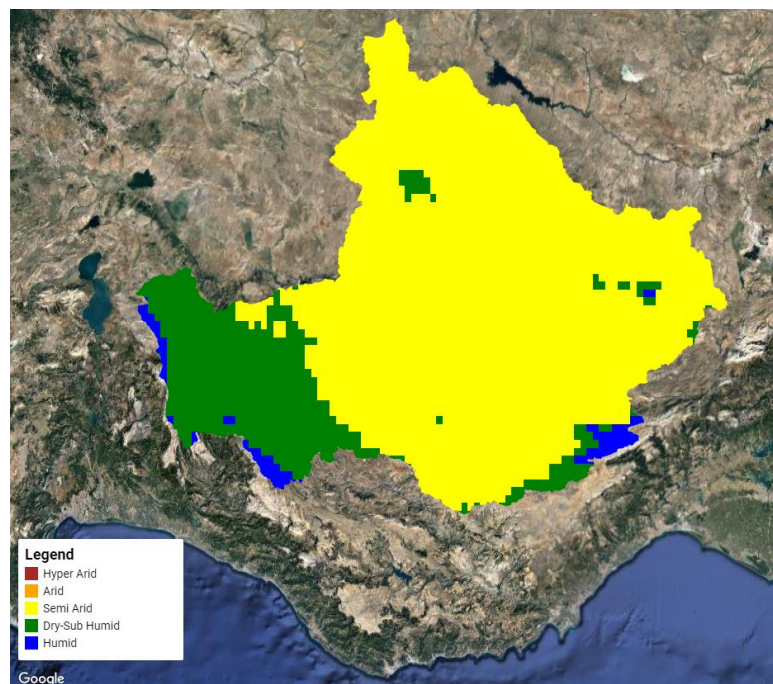 Legend
Hyper Arid
Arid
Semi Arid
Dry-Sub Humid
Humid
Google